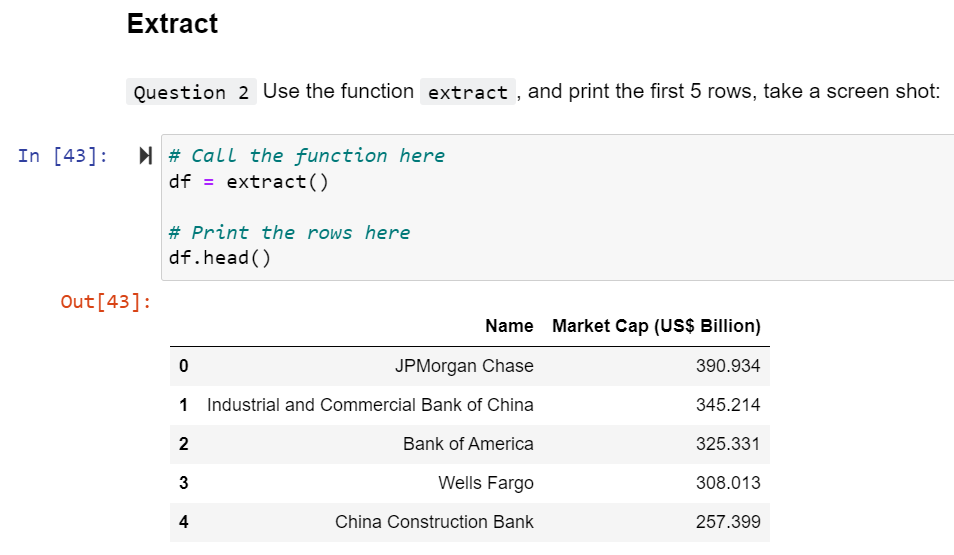 Extract
Question 2 Use the function extract , and print the first 5 rows, take a screen shot:
In [43]:
# Call the function here
df = extract()
# Print the rows here
df.head()
Out[43]:
Name Market Cap (US$ Billion)
0 JPMorgan Chase 390.934
1 Industrial and Commercial Bank of China 345.214
2 Bank of America 325.331
3 Wells Fargo 308.013
4 China Construction Bank 257.399